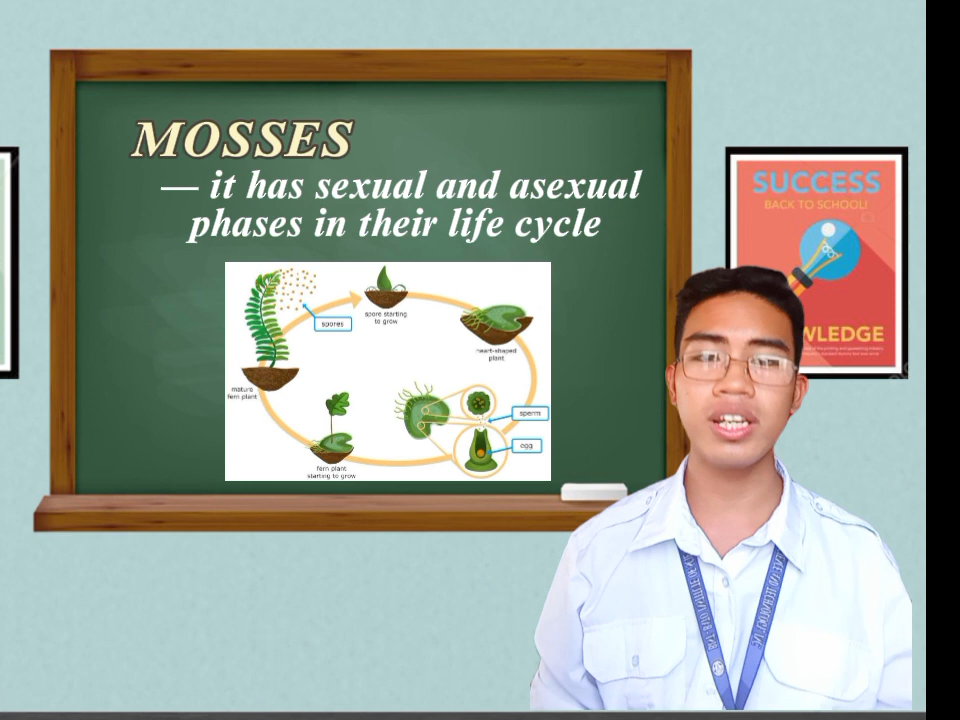 MOSSES
— it has sexual and asexual
phases in their life cycle
spores
spore starting
to grow
heart-shaped
plant
mature
fern plant
sperm
egg
fern plant
starting to grow
SUCCESS
BACK TO SCHOOL!
WLEDGE